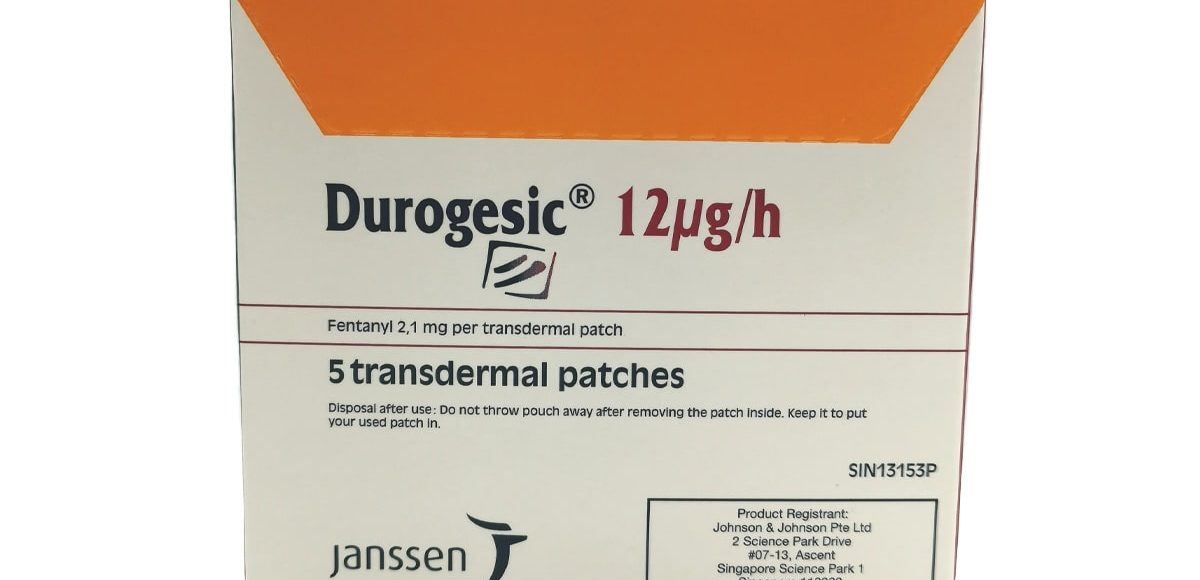 Durogesic® 12µg/h
Fentanyl 2,1 mg per transdermal patch
5 transdermal patches
Disposal after use: Do not throw pouch away after removing the patch inside. Keep it to put
your used patch in.
SIN13153P
Product Registrant:
Johnson & Johnson Pte Ltd
2 Science Park Drive
#07-13, Ascent
Singapore Science Park 1
janssen